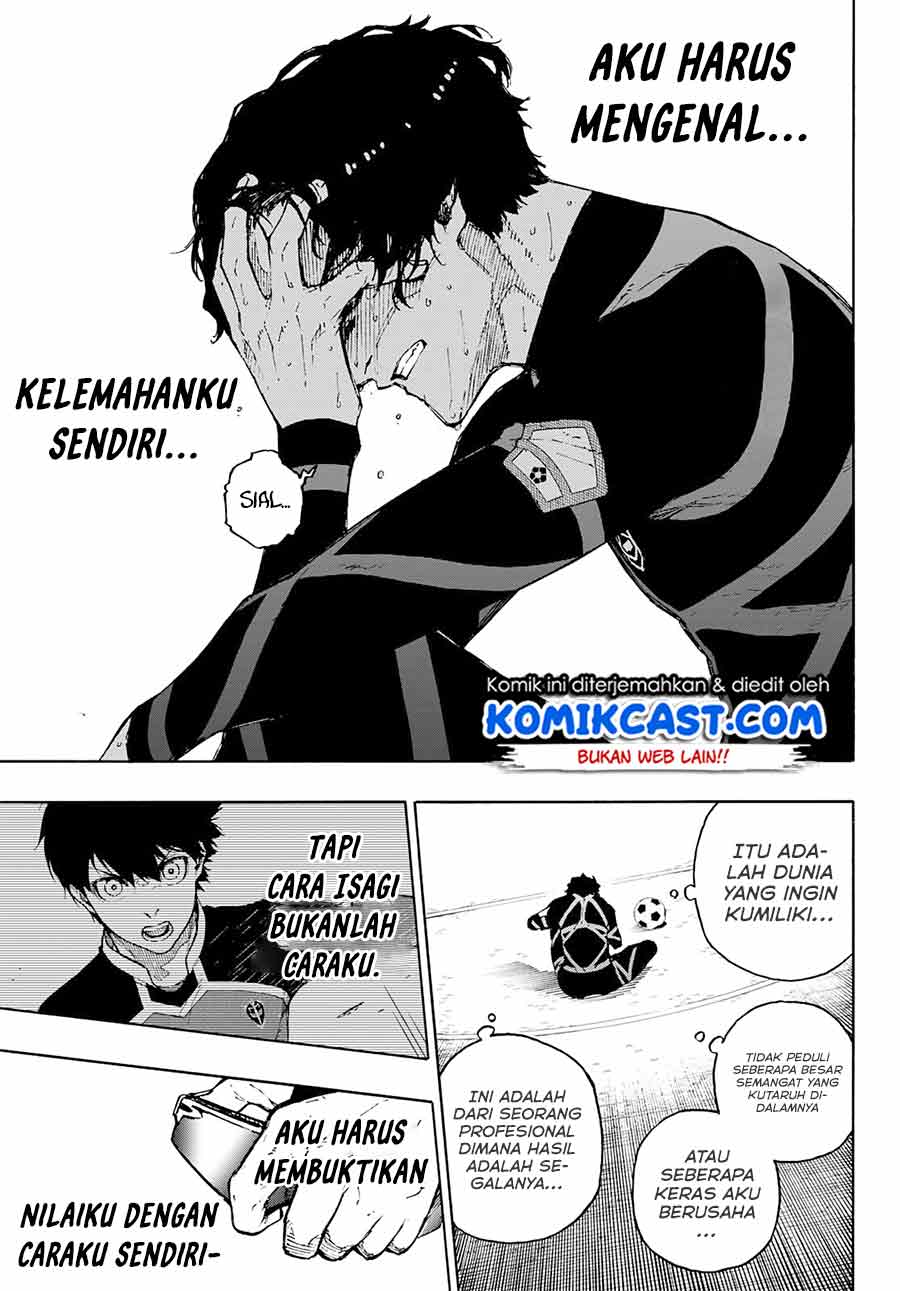 AKU HARUS
MENGENAL...
KELEMAHANKU
SENDIRI...
SIAL...
Komik ini diterjemahkan & diedit oleh
KOMIKCAST.COM
BUKAN WEB LAIN!!
ITU ADA-
LAH DUNIA
YANG INGIN
KUMILIKI...
TIDAK PEDULI
SEBERAPA BESAR
SEMANGAT YANG
KUTARUH DI-
DALAMNYA
ATAU
SEBERAPA
KERAS AKU
BERUSAHA
...
INI ADALAH
DARI SEORANG
PROFESIONAL
DIMANA HASIL
ADALAH SE-
GALANYA...
TAPI
CARA ISAGI
BUKANLAH
CARAKU.
AKU HARUS
MEMBUKTIKAN
NILAIKU DENGAN
CARAKU SENDIRI-